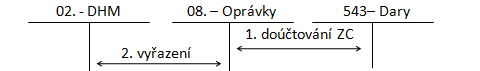 02. - DHM 08. – Oprávky 543– Dary
1. doúčtování ZC
2. vyřazení